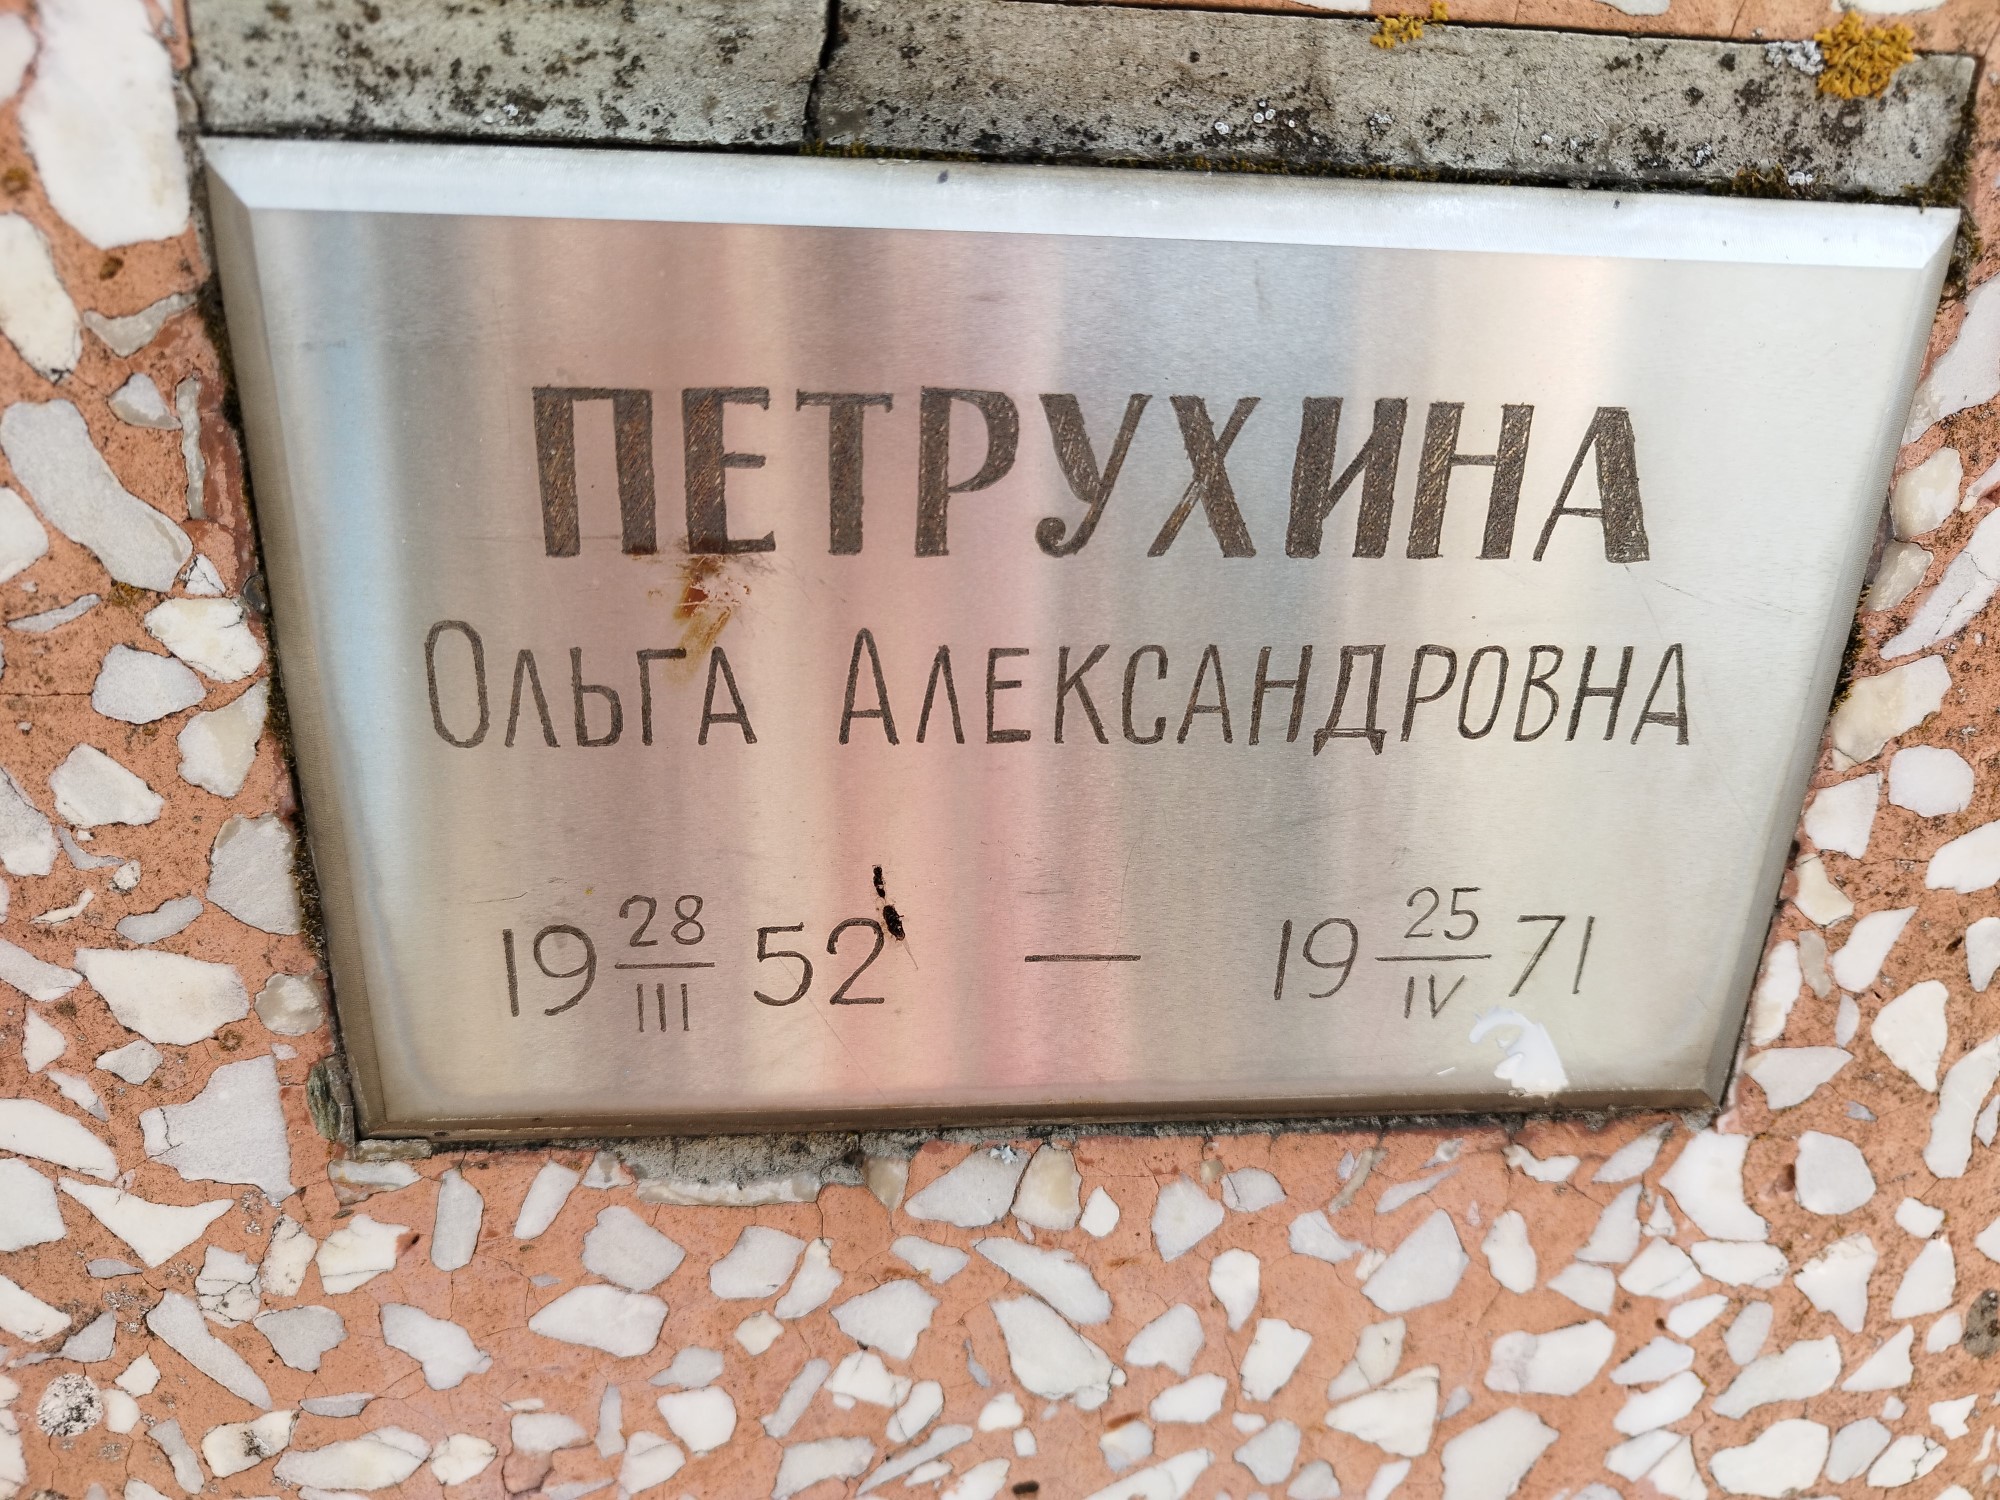 ПЕТРУХИНА
Ольга Александровна
19 28/III 52 — 19 25/IV 71